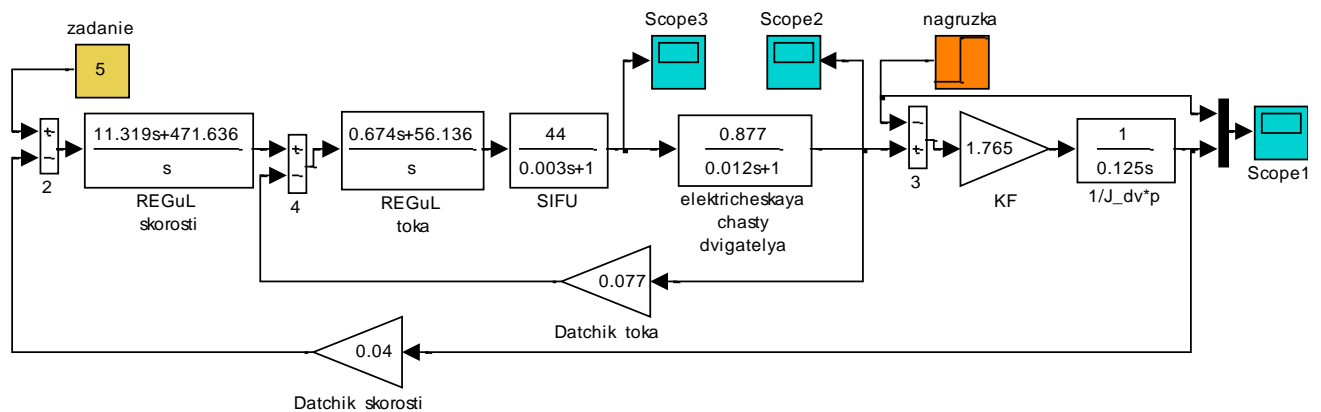 Scope3
Scope2
nagruzka
zadanie
5
11.319s+471.636
s
REGuL
skorosti
0.674s+56.136
s
REGuL
toka
44
0.003s+1
SIFU
0.877
0.012s+1
elektricheskaya
chasty
dvigatelya
1.765
KF
1
0.125s
1/J_dv*p
Scope1
2
4
3
0.077
Datchik toka
0.04
Datchik skorosti